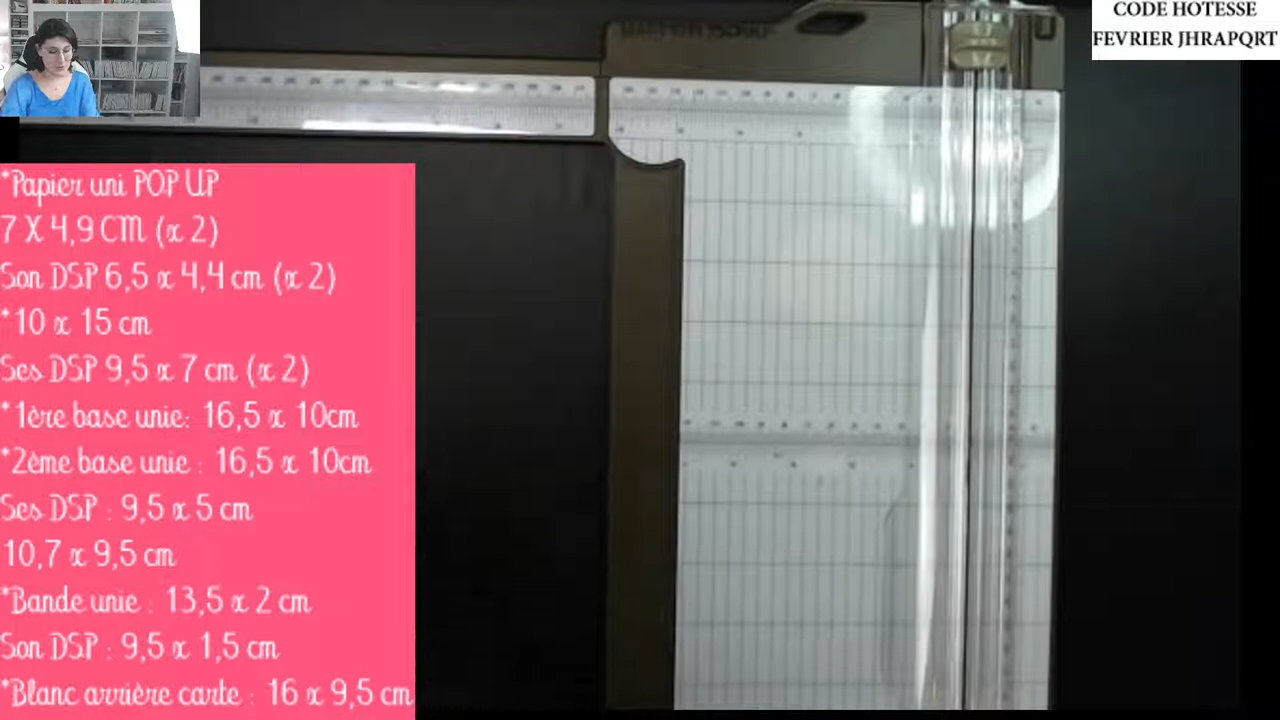 CODE HOTESSE
FEVRIER JHRAPQRT
*Papier uni POP UP
7 X 4,9 CM (x 2)
Son DSP 6,5 x 4,4 cm (x 2)
*10 x 15 cm
Ses DSP 9,5 x 7 cm (x 2)
*1ère base unie: 16,5 x 10cm
*2ème base unie : 16,5 x 10cm
Ses DSP : 9,5 x 5 cm
10,7 x 9,5 cm
*Bande unie : 13,5 x 2 cm
Son DSP : 9,5 x 1,5 cm
*Blanc arrière carte : 16 x 9,5 cm